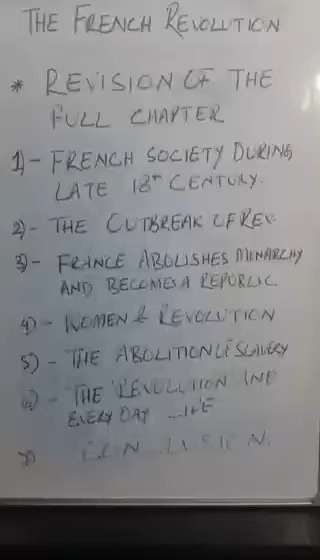 THE FRENCH REVOLUTION
* REVISION OF THE
FULL CHAPTER
1)- FRENCH SOCIETY DURING
LATE 18th CENTURY.
2)- THE OUTBREAK OF REV.
3)- FRANCE ABOLISHES MONARCHY
AND BECOMES A REPUBLIC
4)- WOMEN & REVOLUTION
5)- THE ABOLITION OF SLAVERY
6)- THE REVOLUTION AND
EVERYDAY LIFE
7) CONCLUSION.